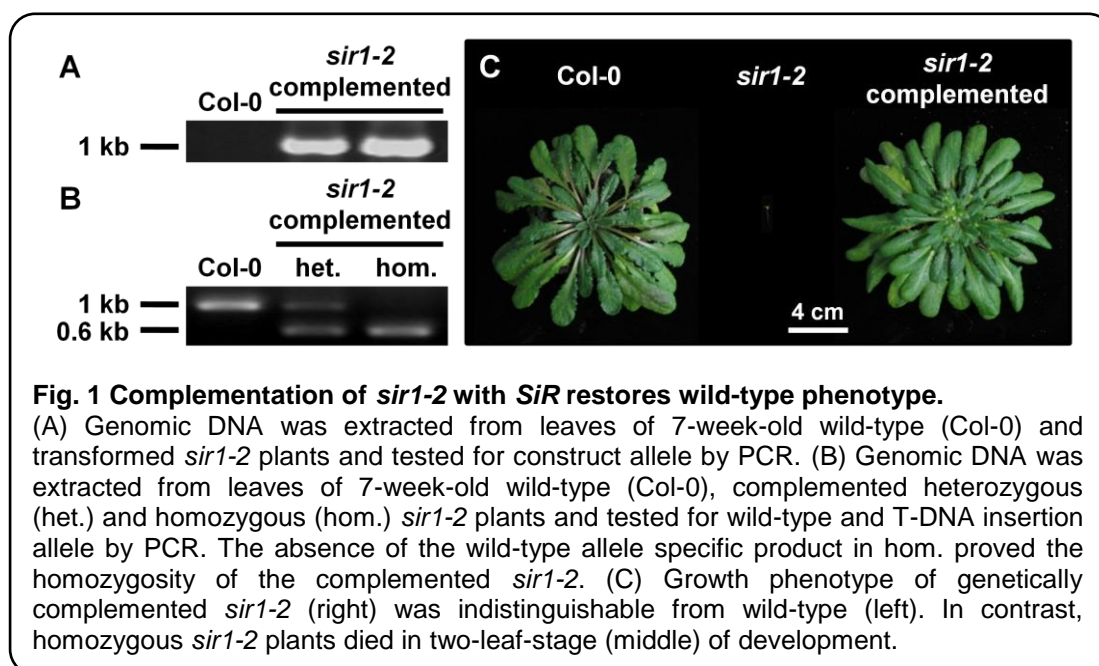 A
sir1-2
complemented
Col-0
1 kb
B
sir1-2
complemented
Col-0
het.
hom.
1 kb
0.6 kb
C
Col-0
sir1-2
sir1-2
complemented
4 cm
Fig. 1 Complementation of sir1-2 with SiR restores wild-type phenotype.
(A) Genomic DNA was extracted from leaves of 7-week-old wild-type (Col-0) and
transformed sir1-2 plants and tested for construct allele by PCR. (B) Genomic DNA was
extracted from leaves of 7-week-old wild-type (Col-0), complemented heterozygous
(het.) and homozygous (hom.) sir1-2 plants and tested for wild-type and T-DNA insertion
allele by PCR. The absence of the wild-type allele specific product in hom. proved the
homozygosity of the complemented sir1-2. (C) Growth phenotype of genetically
complemented sir1-2 (right) was indistinguishable from wild-type (left). In contrast,
homozygous sir1-2 plants died in two-leaf-stage (middle) of development.